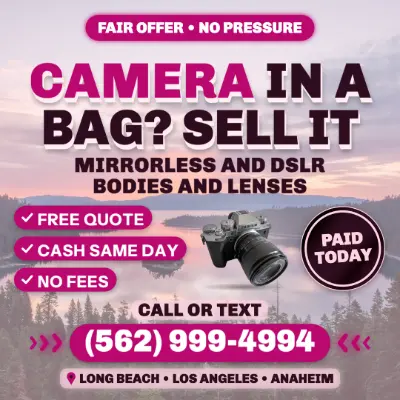 FAIR OFFER • NO PRESSURE
CAMERA IN A
BAG? SELL IT
MIRRORLESS AND DSLR
BODIES AND LENSES
FREE QUOTE
CASH SAME DAY
NO FEES
PAID
TODAY
CALL OR TEXT
(562) 999-4994
LONG BEACH • LOS ANGELES • ANAHEIM